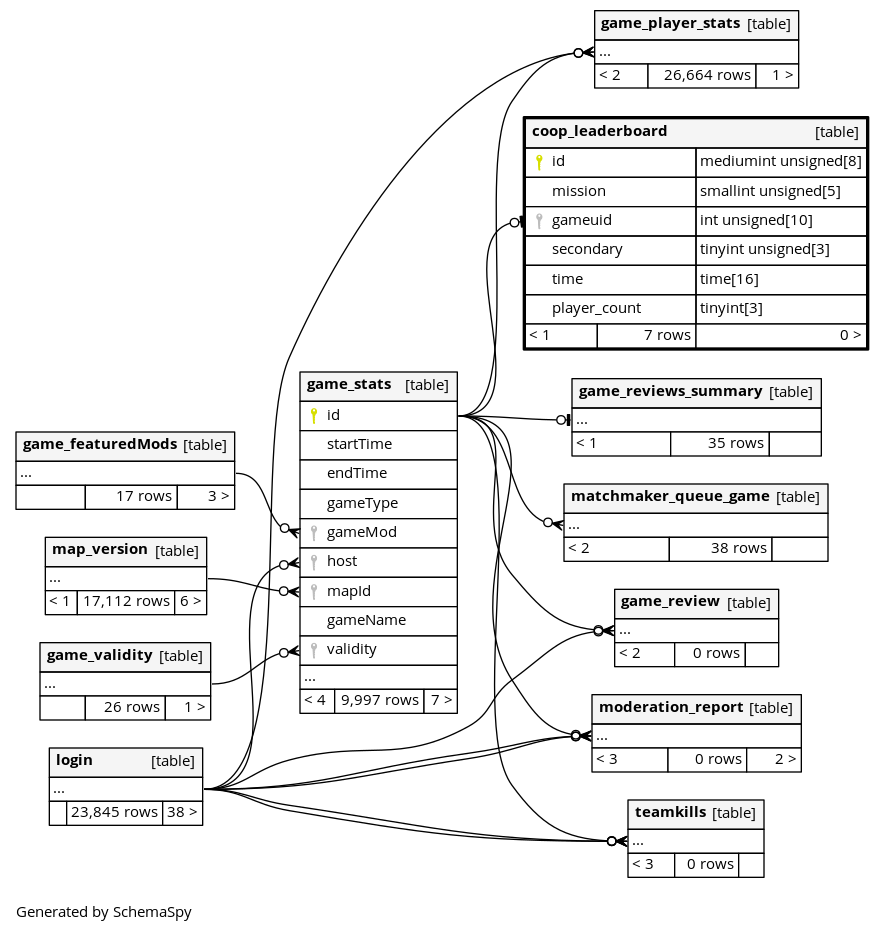 game_player_stats [table]
...
< 2 26,664 rows 1 >
coop_leaderboard [table]
id mediumint unsigned[8]
mission smallint unsigned[5]
gameuid int unsigned[10]
secondary tinyint unsigned[3]
time time[16]
player_count tinyint[3]
< 1 7 rows 0 >
game_stats [table]
id
startTime
endTime
gameType
gameMod
host
mapId
gameName
validity
...
< 4 9,997 rows 7 >
game_reviews_summary [table]
...
< 1 35 rows
game_featuredMods [table]
...
17 rows 3 >
matchmaker_queue_game [table]
...
< 2 38 rows
map_version [table]
...
< 1 17,112 rows 6 >
game_review [table]
...
< 2 0 rows
game_validity [table]
...
26 rows 1 >
moderation_report [table]
...
< 3 0 rows 2 >
login [table]
...
23,845 rows 38 >
teamkills [table]
...
< 3 0 rows
Generated by SchemaSpy